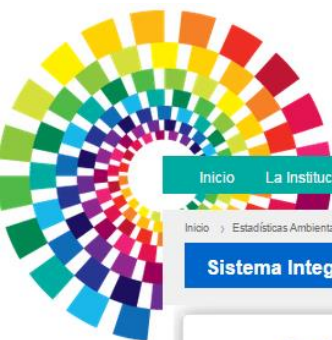 Inicio La Instituc
Inicio > Estadísticas Ambienta
Sistema Integ